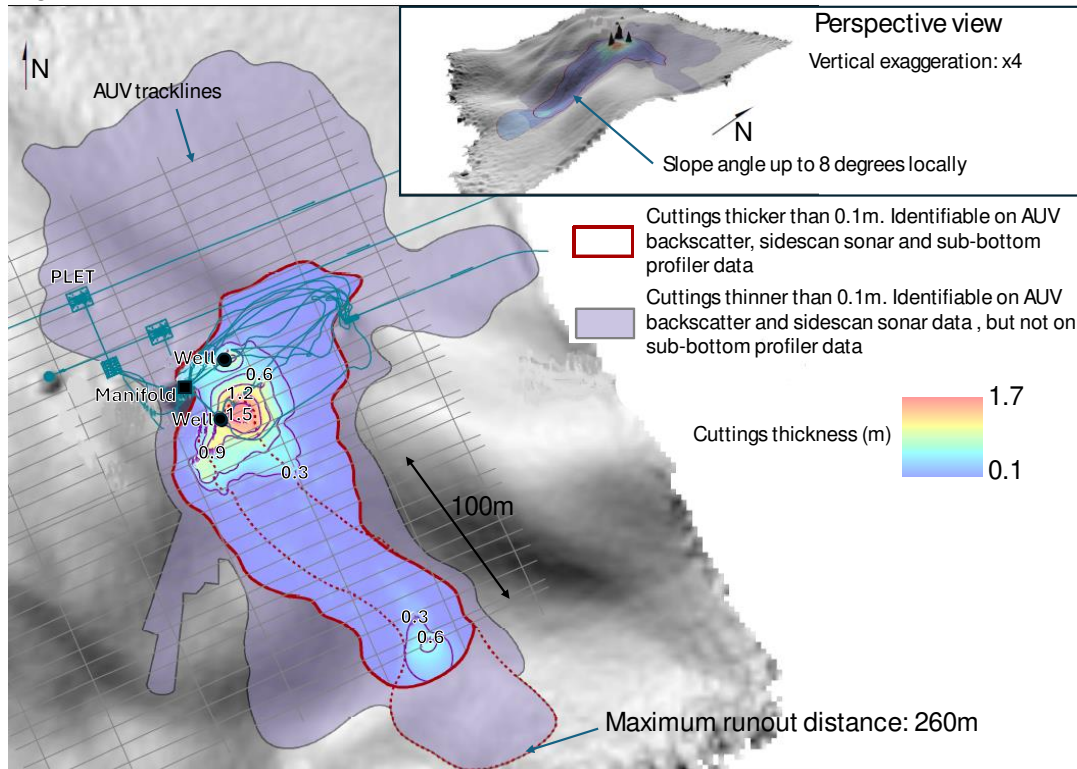 N
AUV tracklines
Perspective view
Vertical exaggeration: x4
N
Slope angle up to 8 degrees locally
Cuttings thicker than 0.1m. Identifiable on AUV
backscatter, sidescan sonar and sub-bottom
profiler data
Cuttings thinner than 0.1m. Identifiable on AUV
backscatter and sidescan sonar data , but not on
sub-bottom profiler data
PLET
Well
0.6
Manifold
1.2
Well
1.5
0.9
0.3
1.7
Cuttings thickness (m)
0.1
100m
0.3
0.6
Maximum runout distance: 260m